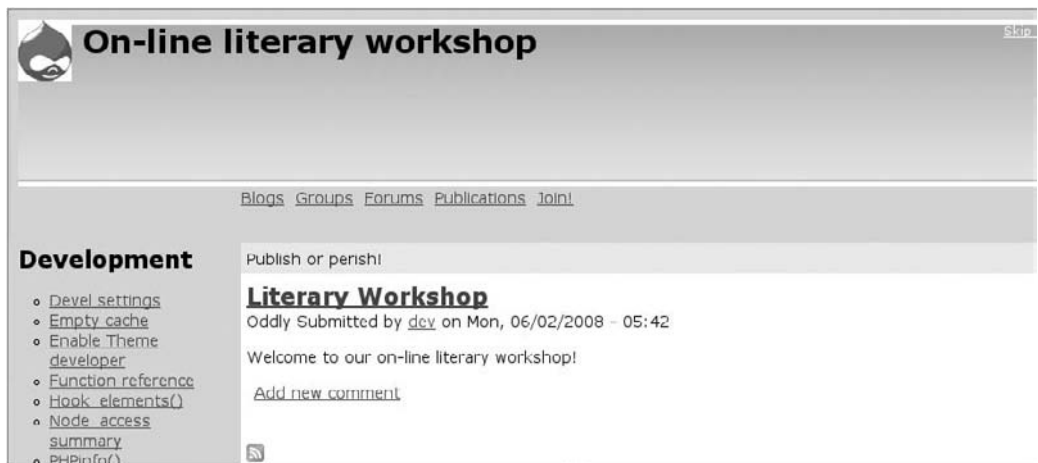 On-line literary workshop
Skip
Blogs Groups Forums Publications Join!
Development
Devel settings
Empty cache
Enable Theme
developer
Function reference
Hook_elements()
Node_access
summary
PHPinfo()
Publish or perish!
Literary Workshop
Oddly Submitted by dev on Mon, 06/02/2008 - 05:42
Welcome to our on-line literary workshop!
Add new comment